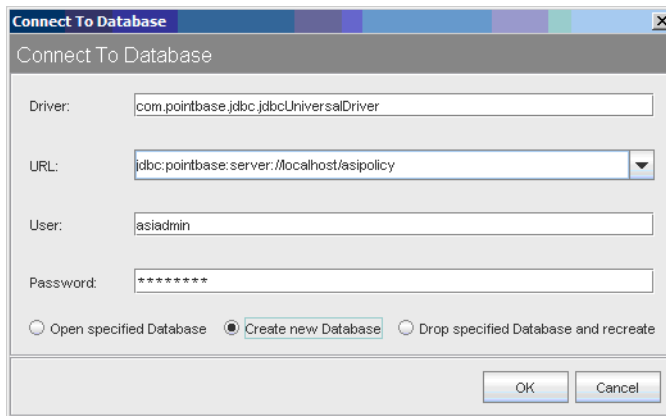 Connect To Database
Connect To Database
Driver: com.pointbase.jdbc.jdbcUniversalDriver
URL: jdbc:pointbase:server://localhost/asipolicy
User: asiadmin
Password: ********
Open specified Database Create new Database Drop specified Database and recreate
OK Cancel